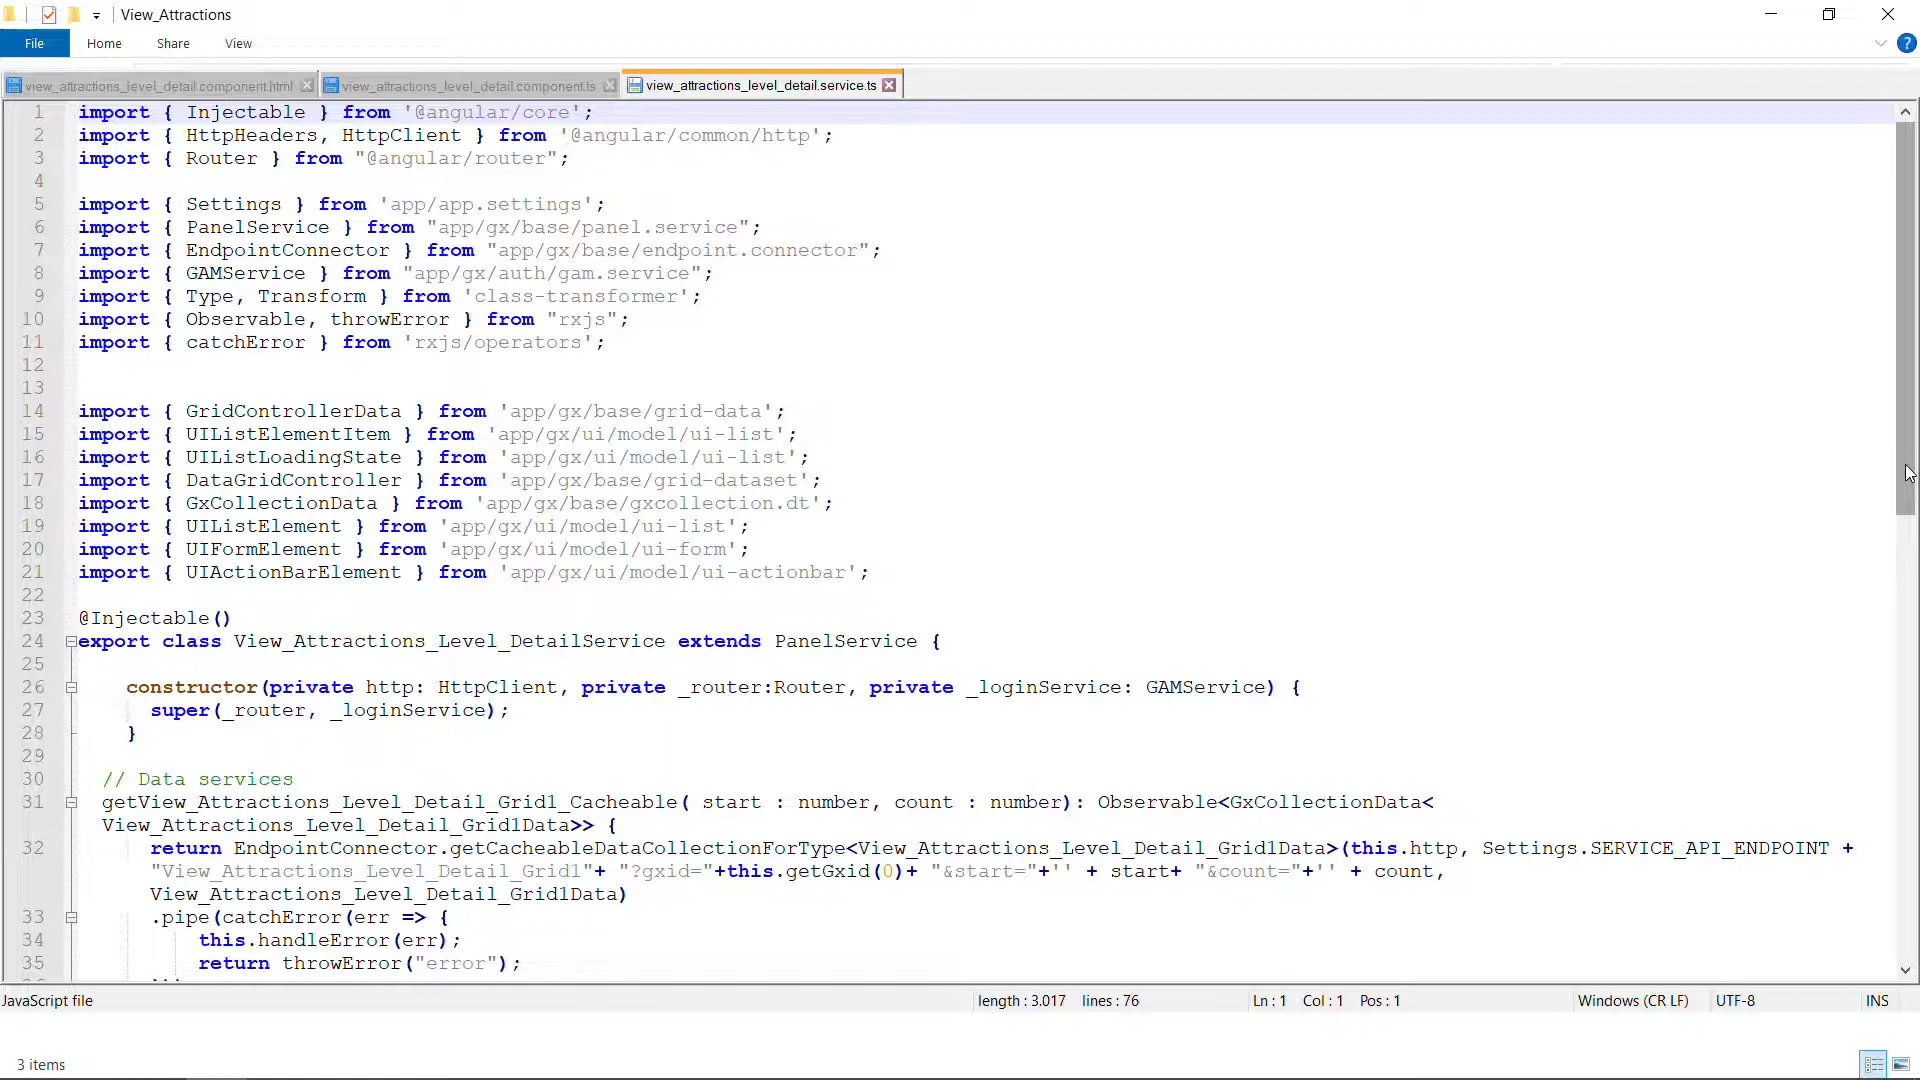 View_Attractions
File Home Share View
view_attractions_level_detail.component.html view_attractions_level_detail.component.ts view_attractions_level_detail.service.ts
1 import { Injectable } from '@angular/core';
2 import { HttpHeaders, HttpClient } from '@angular/common/http';
3 import { Router } from "@angular/router";
4
5 import { Settings } from 'app/app.settings';
6 import { PanelService } from "app/gx/base/panel.service";
7 import { EndpointConnector } from "app/gx/base/endpoint.connector";
8 import { GAMService } from "app/gx/auth/gam.service";
9 import { Type, Transform } from 'class-transformer';
10 import { Observable, throwError } from "rxjs";
11 import { catchError } from 'rxjs/operators';
12
13
14 import { GridControllerData } from 'app/gx/base/grid-data';
15 import { UIListElementItem } from 'app/gx/ui/model/ui-list';
16 import { UIListLoadingState } from 'app/gx/ui/model/ui-list';
17 import { DataGridController } from 'app/gx/base/grid-dataset';
18 import { GxCollectionData } from 'app/gx/base/gxcollection.dt';
19 import { UIListElement } from 'app/gx/ui/model/ui-list';
20 import { UIFormElement } from 'app/gx/ui/model/ui-form';
21 import { UIActionBarElement } from 'app/gx/ui/model/ui-actionbar';
22
23 @Injectable()
24 export class View_Attractions_Level_DetailService extends PanelService {
25
26 constructor(private http: HttpClient, private _router:Router, private _loginService: GAMService) {
27 super(_router, _loginService);
28 }
29
30 // Data services
31 getView_Attractions_Level_Detail_Grid1_Cacheable( start : number, count : number): Observable<GxCollectionData<
View_Attractions_Level_Detail_Grid1Data>> {
32 return EndpointConnector.getCacheableDataCollectionForType<View_Attractions_Level_Detail_Grid1Data>(this.http, Settings.SERVICE_API_ENDPOINT +
"View_Attractions_Level_Detail_Grid1"+ "?gxid="+this.getGxid(0)+ "&start="+'' + start+ "&count="+'' + count,
View_Attractions_Level_Detail_Grid1Data)
33 .pipe(catchError(err => {
34 this.handleError(err);
35 return throwError("error");
JavaScript file length : 3.017 lines : 76 Ln : 1 Col : 1 Pos : 1 Windows (CR LF) UTF-8 INS
3 items